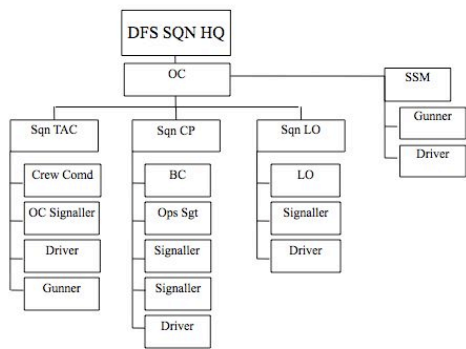 DFS SQN HQ
OC
SSM
Gunner
Driver
Sqn TAC
Crew Comd
OC Signaller
Driver
Gunner
Sqn CP
BC
Ops Sgt
Signaller
Signaller
Driver
Sqn LO
LO
Signaller
Driver